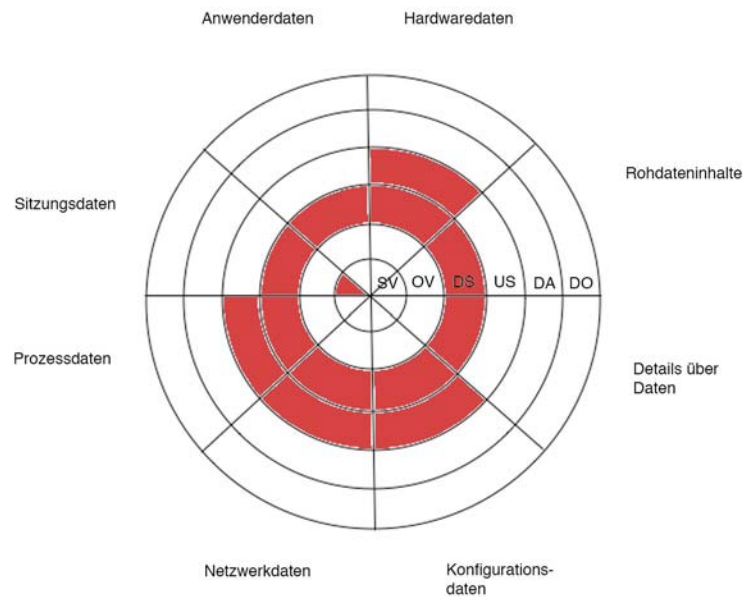 Anwenderdaten
Hardwaredaten
Rohdateninhalte
Sitzungsdaten
SV OV DS US DA DO
Prozessdaten
Details über
Daten
Netzwerkdaten
Konfigurations-
daten